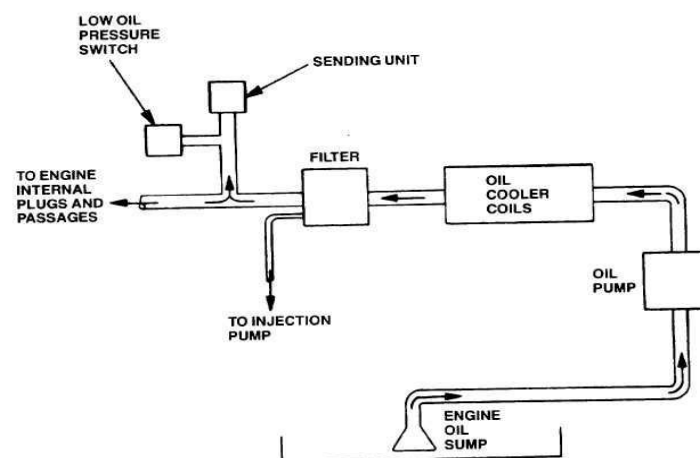 LOW OIL
PRESSURE
SWITCH
SENDING UNIT
TO ENGINE
INTERNAL
PLUGS AND
PASSAGES
FILTER
OIL
COOLER
COILS
OIL
PUMP
TO INJECTION
PUMP
ENGINE
OIL
SUMP